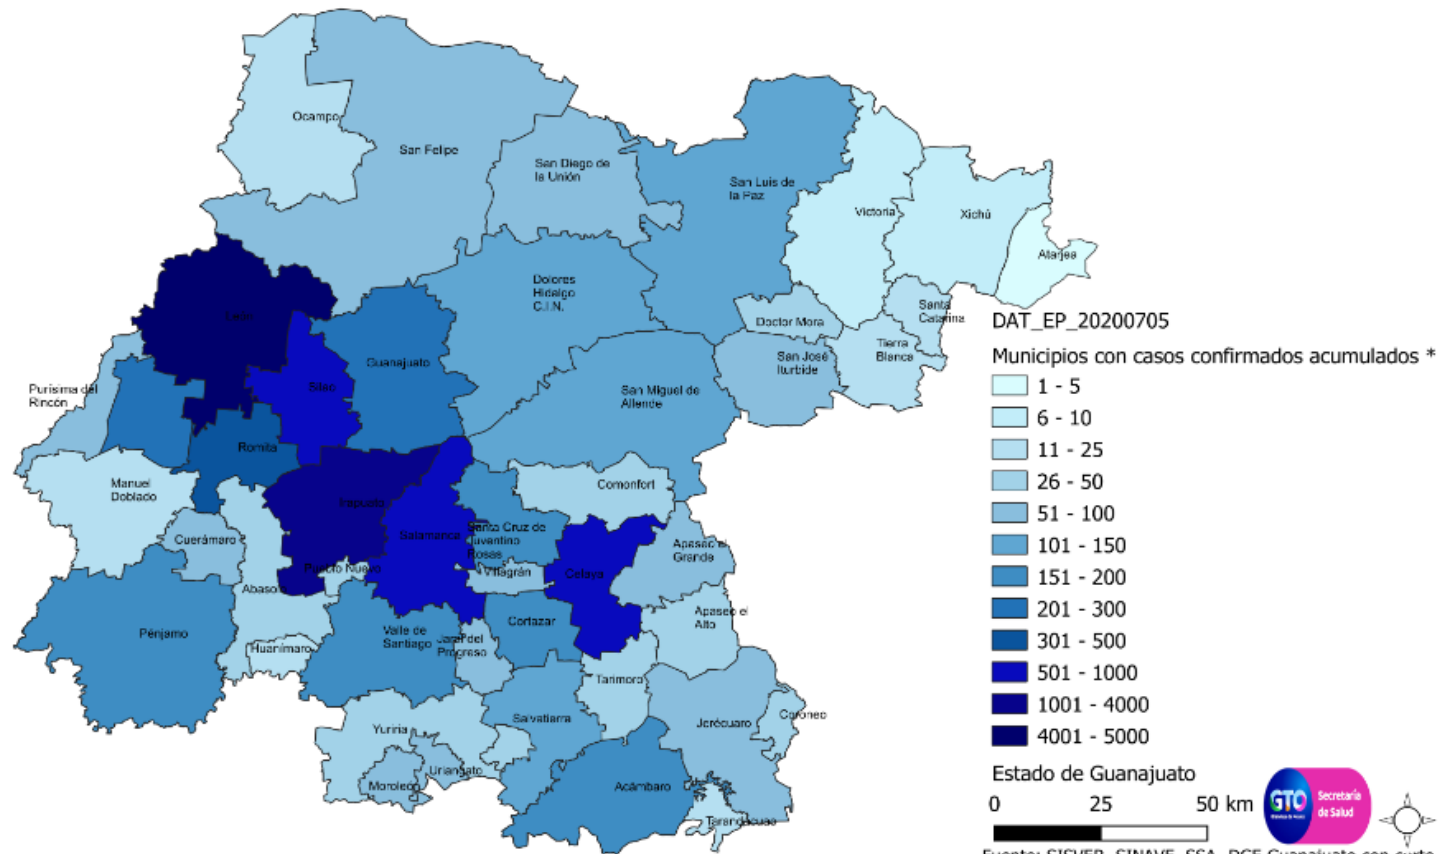 Ocampo
San Felipe
San Diego de
la Unión
San Luis de
la Paz
Victoria
Xichú
Atarjea
Dolores
Hidalgo
C.I.N.
León
Santa
Catarina
Doctor Mora
Tierra
Blanca
San José
Iturbide
Guanajuato
Silao
Purísima del
Rincón
San Miguel de
Allende
Romita
Manuel
Doblado
Comonfort
Irapuato
Salamanca
Santa Cruz de
Juventino
Rosas
Cuerámaro
Apaseo el
Grande
Pueblo Nuevo
Villagrán
Celaya
Abasolo
Apaseo el
Alto
Cortazar
Pénjamo
Valle de
Santiago
Jaral del
Progreso
Huanímaro
Tarimoro
Salvatierra
Coroneo
Jerécuaro
Yuriria
Uriangato
Moroleón
Acámbaro
Tarandacuao
DAT_EP_20200705
Municipios con casos confirmados acumulados *
1 - 5
6 - 10
11 - 25
26 - 50
51 - 100
101 - 150
151 - 200
201 - 300
301 - 500
501 - 1000
1001 - 4000
4001 - 5000
Estado de Guanajuato
0 25 50 km
GTO
Secretaría
de Salud